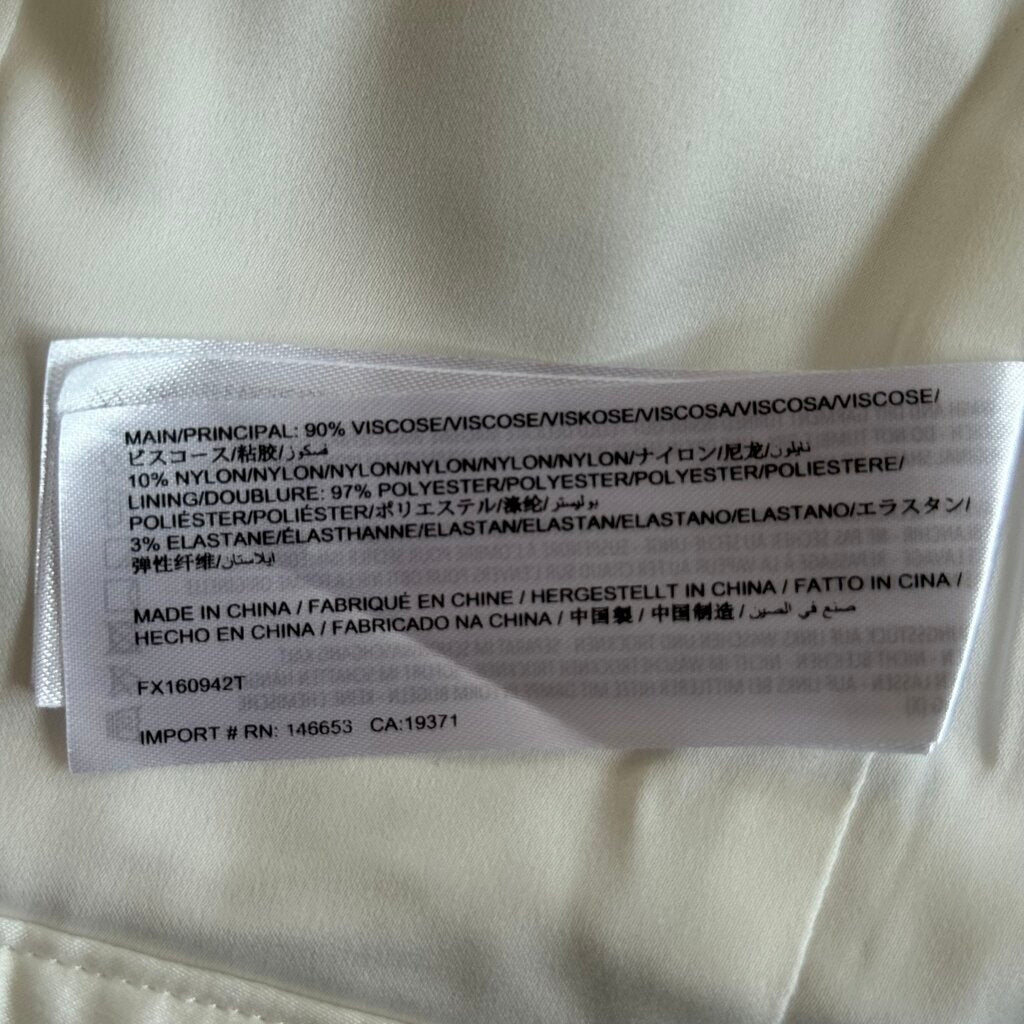 MAIN/PRINCIPAL: 90% VISCOSE/VISCOSE/VISKOSE/VISCOSA/VISCOSA/VISCOSE/
ビスコース/粘胶/فسكوز
10% NYLON/NYLON/NYLON/NYLON/NYLON/NYLON/ナイロン/尼龙/نايلون
LINING/DOUBLURE: 97% POLYESTER/POLYESTER/POLYESTER/POLIESTERE/
POLIÉSTER/POLIÉSTER/ポリエステル/涤纶/بوليستر
3% ELASTANE/ÉLASTHANNE/ELASTAN/ELASTAN/ELASTANO/ELASTANO/エラスタン/
弹性纤维/ايلاستان
MADE IN CHINA / FABRIQUÉ EN CHINE / HERGESTELLT IN CHINA / FATTO IN CINA /
HECHO EN CHINA / FABRICADO NA CHINA / 中国製 / 中国制造 / صنع في الصين
FX160942T
IMPORT # RN: 146653 CA:19371